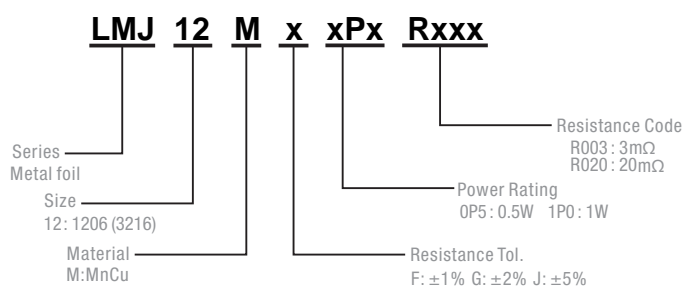 LMJ 12 M x xPx Rxxx
Resistance Code
R003 : 3mΩ
R020 : 20mΩ
Series
Metal foil
Power Rating
0P5 : 0.5W 1P0 : 1W
Size
12 : 1206 (3216)
Material
M:MnCu
Resistance Tol.
F: ±1% G: ±2% J: ±5%